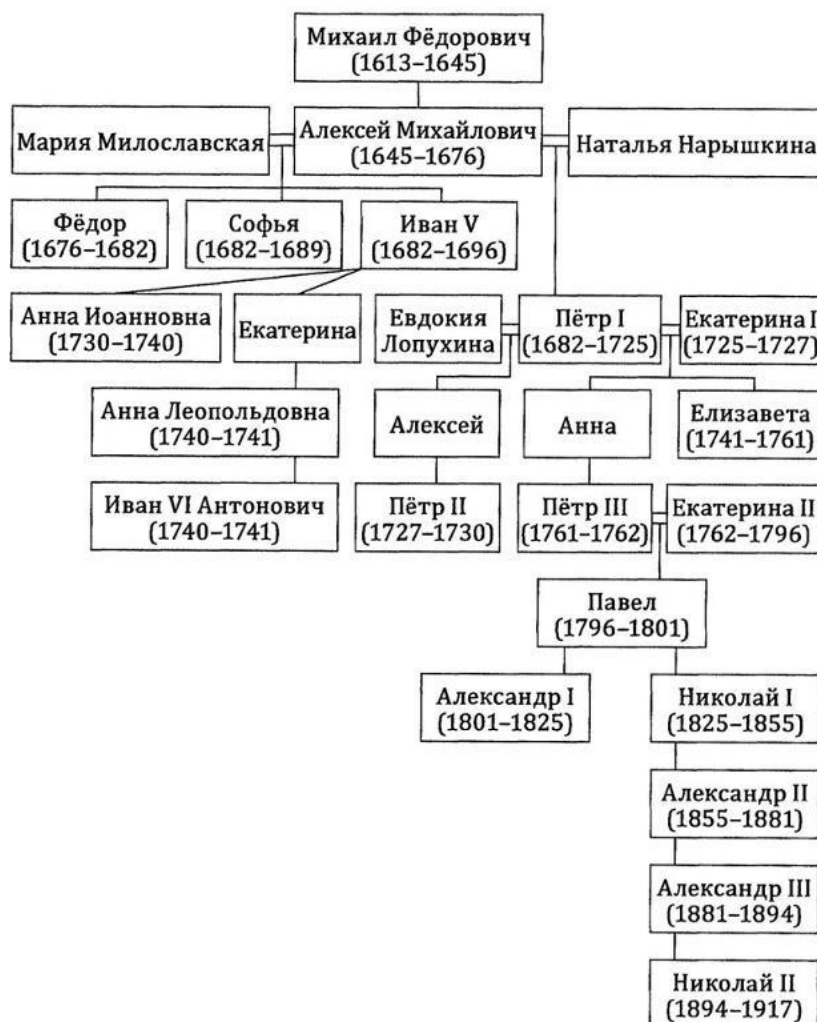 Михаил Фёдорович
(1613–1645)
Мария Милославская
Алексей Михайлович
(1645–1676)
Наталья Нарышкина
Фёдор
(1676–1682)
Софья
(1682–1689)
Иван V
(1682–1696)
Анна Иоанновна
(1730–1740)
Екатерина
Евдокия
Лопухина
Пётр I
(1682–1725)
Екатерина I
(1725–1727)
Анна Леопольдовна
(1740–1741)
Алексей
Анна
Елизавета
(1741–1761)
Иван VI Антонович
(1740–1741)
Пётр II
(1727–1730)
Пётр III
(1761–1762)
Екатерина II
(1762–1796)
Павел
(1796–1801)
Александр I
(1801–1825)
Николай I
(1825–1855)
Александр II
(1855–1881)
Александр III
(1881–1894)
Николай II
(1894–1917)